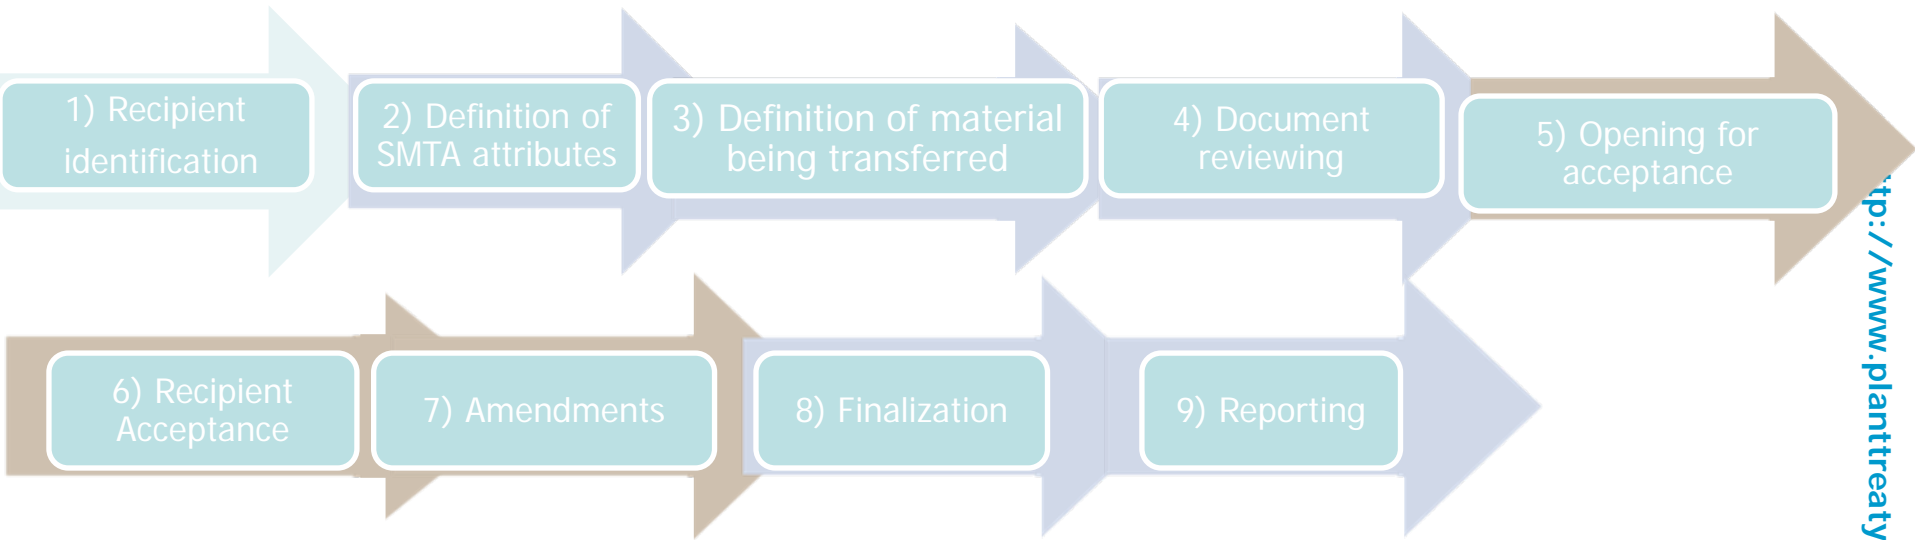 1) Recipient
identification
2) Definition of
SMTA attributes
3) Definition of material
being transferred
4) Document
reviewing
5) Opening for
acceptance
6) Recipient
Acceptance
7) Amendments
8) Finalization
9) Reporting
ttp://www.planttreaty